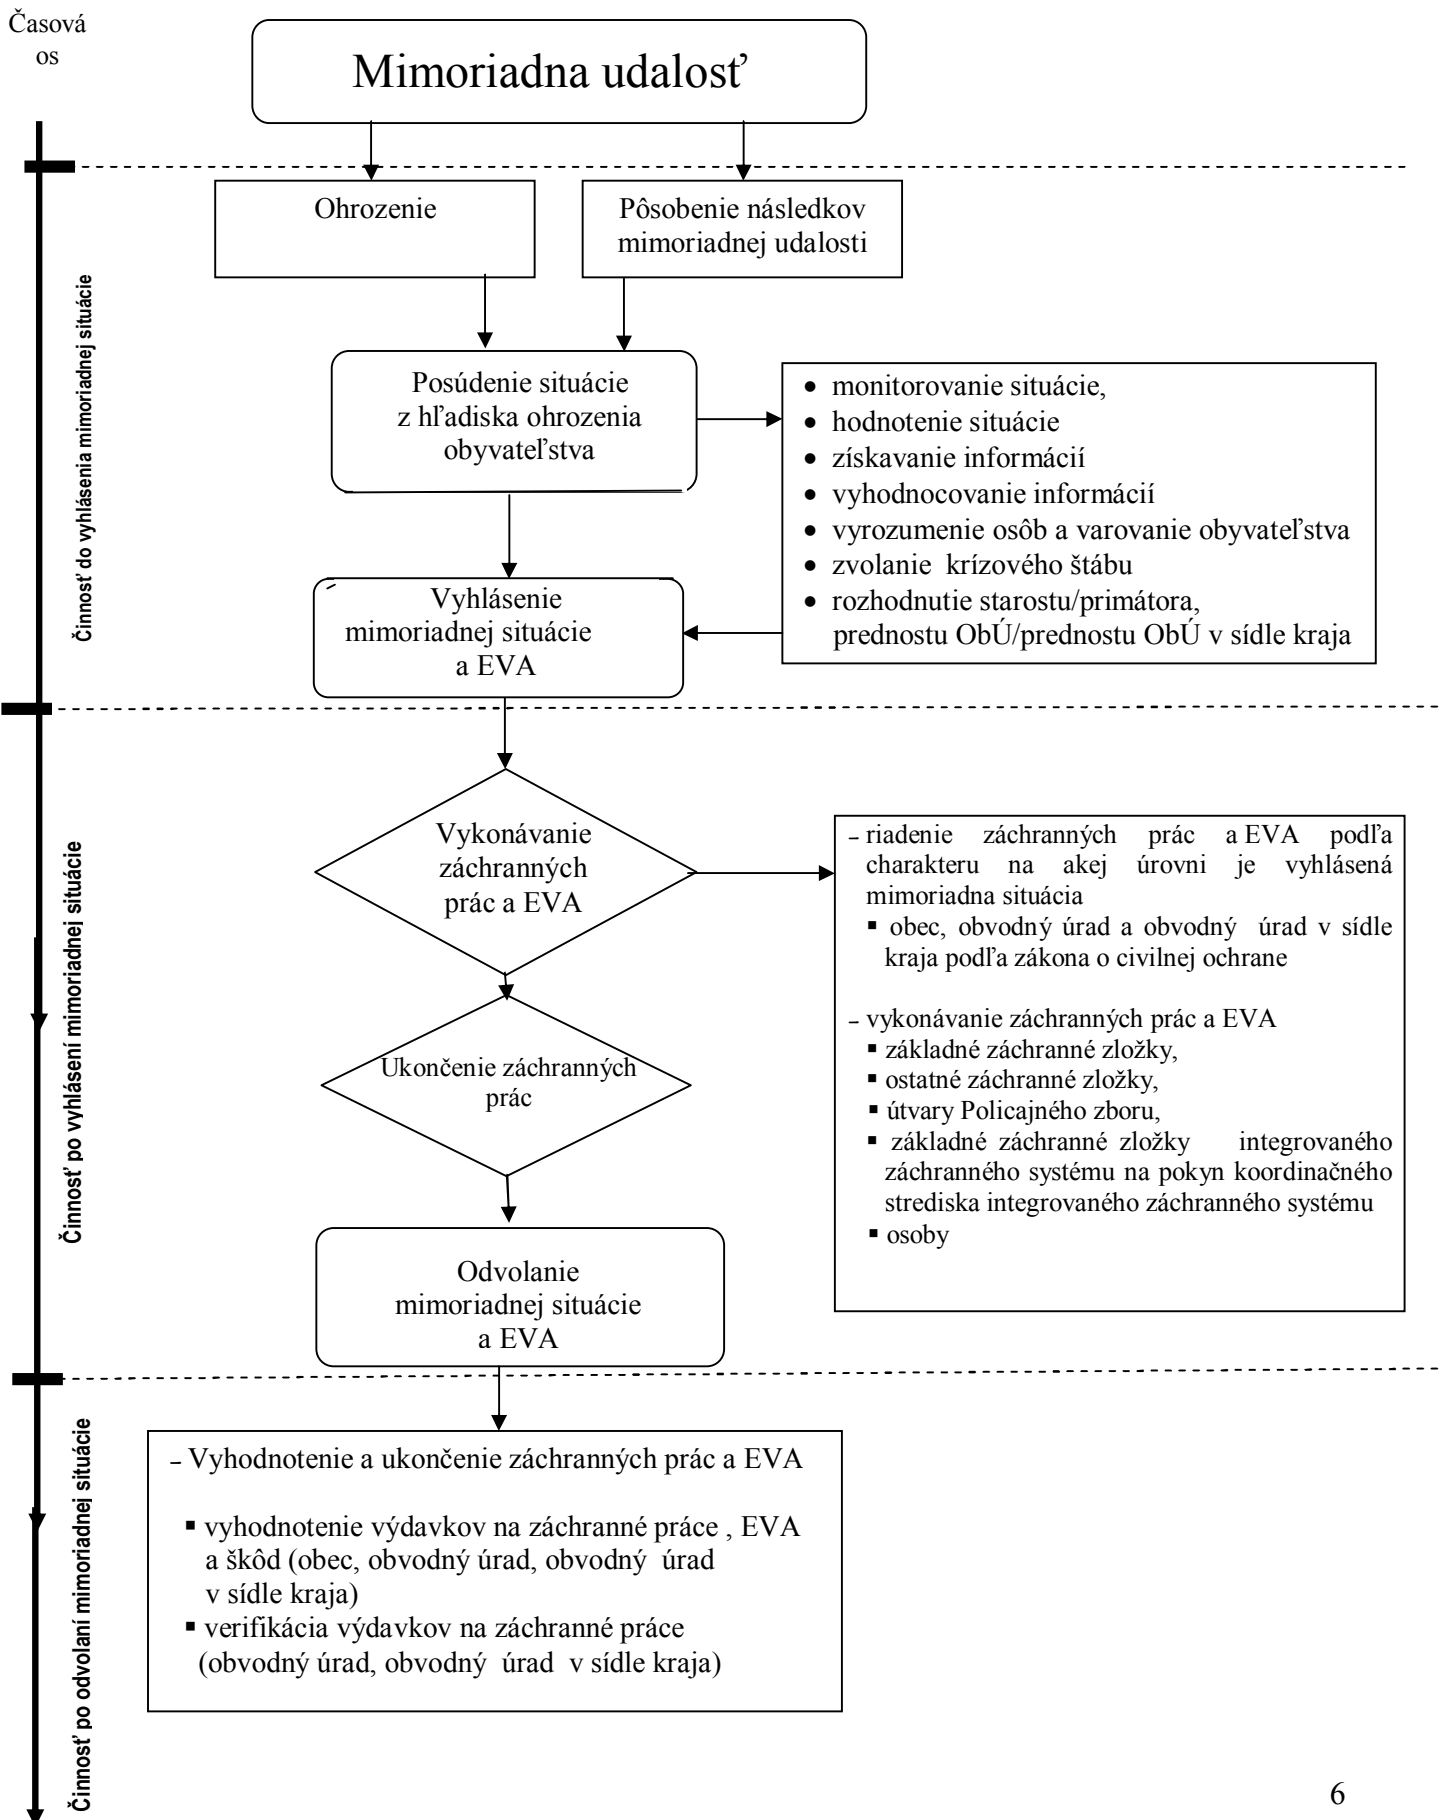 Časová
os
Mimoriadna udalosť
Ohrozenie
Pôsobenie následkov
mimoriadnej udalosti
Činnosť do vyhlásenia mimoriadnej situácie
Posúdenie situácie
z hľadiska ohrozenia
obyvateľstva
• monitorovanie situácie,
• hodnotenie situácie
• získavanie informácií
• vyhodnocovanie informácií
• vyrozumenie osôb a varovanie obyvateľstva
• zvolanie krízového štábu
• rozhodnutie starostu/primátora,
prednostu ObÚ/prednostu ObÚ v sídle kraja
Vyhlásenie
mimoriadnej situácie
a EVA
Činnosť po vyhlásení mimoriadnej situácie
Vykonávanie
záchranných
prác a EVA
– riadenie záchranných prác a EVA podľa
charakteru na akej úrovni je vyhlásená
mimoriadna situácia
▪ obec, obvodný úrad a obvodný úrad v sídle
kraja podľa zákona o civilnej ochrane
– vykonávanie záchranných prác a EVA
▪ základné záchranné zložky,
▪ ostatné záchranné zložky,
▪ útvary Policajného zboru,
▪ základné záchranné zložky integrovaného
záchranného systému na pokyn koordinačného
strediska integrovaného záchranného systému
▪ osoby
Ukončenie záchranných
prác
Odvolanie
mimoriadnej situácie
a EVA
Činnosť po odvolaní mimoriadnej situácie
– Vyhodnotenie a ukončenie záchranných prác a EVA
▪ vyhodnotenie výdavkov na záchranné práce , EVA
a škôd (obec, obvodný úrad, obvodný úrad
v sídle kraja)
▪ verifikácia výdavkov na záchranné práce
(obvodný úrad, obvodný úrad v sídle kraja)
6